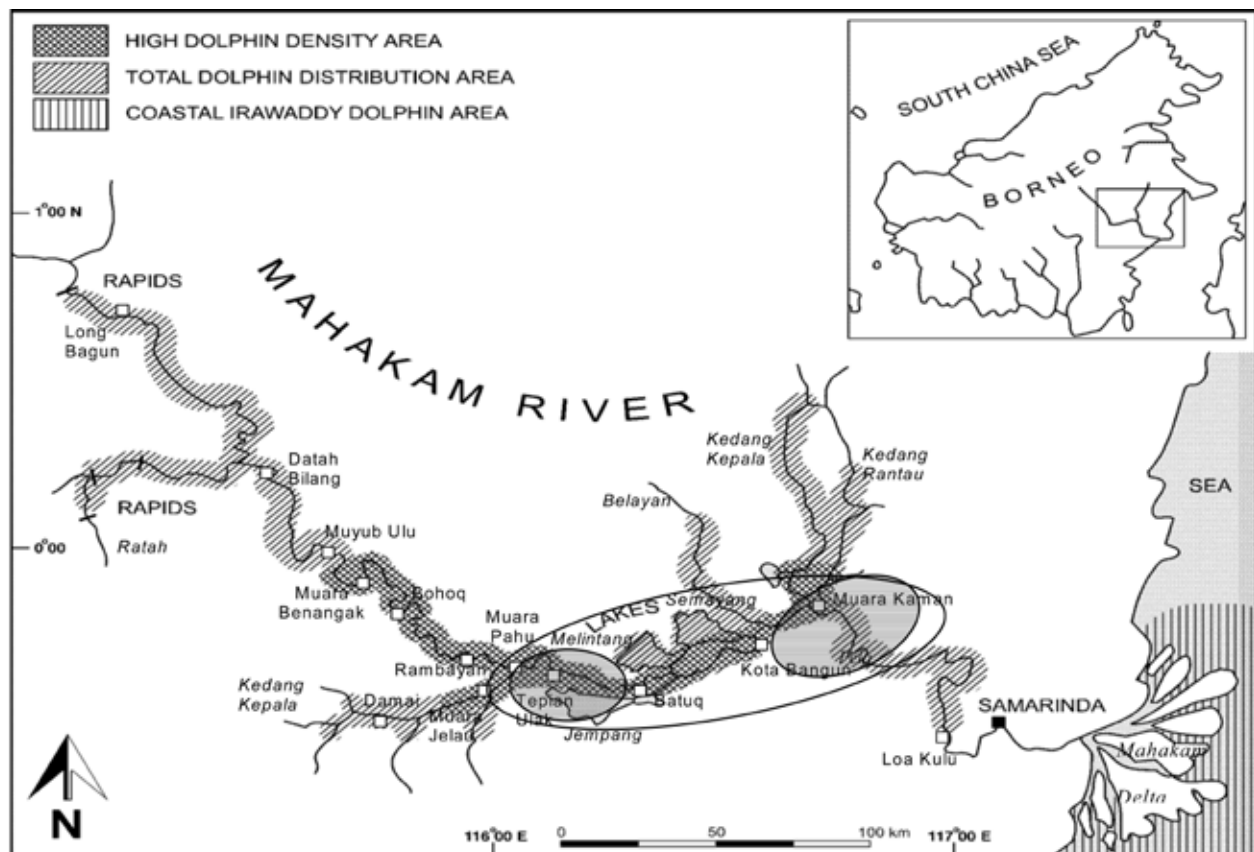 HIGH DOLPHIN DENSITY AREA
TOTAL DOLPHIN DISTRIBUTION AREA
COASTAL IRAWADDY DOLPHIN AREA
SOUTH CHINA SEA
BORNEO
1°00 N
RAPIDS
Long
Bagun
MAHAKAM RIVER
Datah
Bilang
RAPIDS
Ratah
0°00
Muyub Ulu
Muara
Benangak
Bohoq
Muara
Pahu
Rambayan
Kedang
Kepala
Damai
Muara
Jelau
Tepian
Ulak
Jempang
Melintang
LAKES
Semayang
Batuq
Belayan
Kedang
Kepala
Kedang
Rantau
Muara Kaman
Kota Bangun
SEA
SAMARINDA
Loa Kulu
Mahakam
Delta
N
116°00 E
0
50
100 km
117°00 E